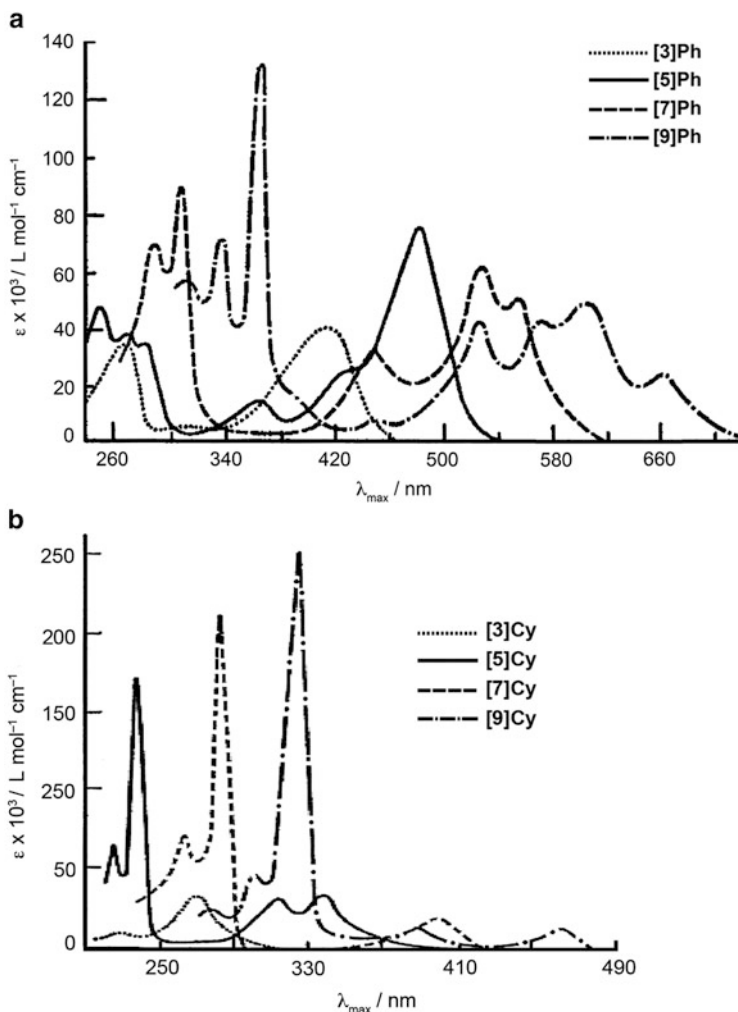 a
140
120
100
80
60
40
20
0
ε x 10³ / L mol⁻¹ cm⁻¹
[3]Ph
[5]Ph
[7]Ph
[9]Ph
260 340 420 500 580 660
λmax / nm
b
250
200
150
250
50
0
ε x 10³ / L mol⁻¹ cm⁻¹
[3]Cy
[5]Cy
[7]Cy
[9]Cy
250 330 410 490
λmax / nm